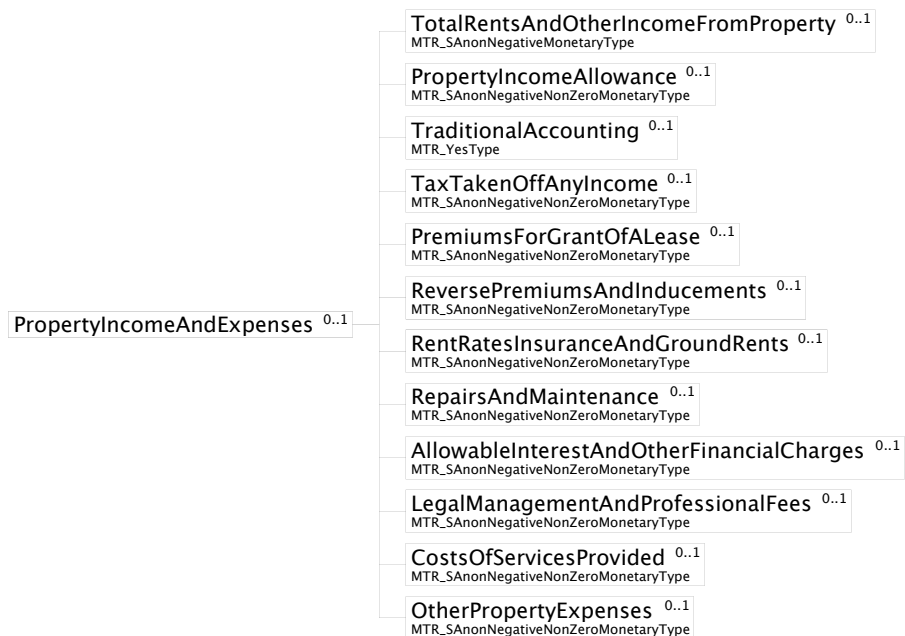 TotalRentsAndOtherIncomeFromProperty 0..1
MTR_SAnonNegativeMonetaryType
PropertyIncomeAllowance 0..1
MTR_SAnonNegativeNonZeroMonetaryType
TraditionalAccounting 0..1
MTR_YesType
TaxTakenOffAnyIncome 0..1
MTR_SAnonNegativeNonZeroMonetaryType
PremiumsForGrantOfALease 0..1
MTR_SAnonNegativeNonZeroMonetaryType
ReversePremiumsAndInducements 0..1
MTR_SAnonNegativeNonZeroMonetaryType
PropertyIncomeAndExpenses 0..1
RentRatesInsuranceAndGroundRents 0..1
MTR_SAnonNegativeNonZeroMonetaryType
RepairsAndMaintenance 0..1
MTR_SAnonNegativeNonZeroMonetaryType
AllowableInterestAndOtherFinancialCharges 0..1
MTR_SAnonNegativeNonZeroMonetaryType
LegalManagementAndProfessionalFees 0..1
MTR_SAnonNegativeNonZeroMonetaryType
CostsOfServicesProvided 0..1
MTR_SAnonNegativeNonZeroMonetaryType
OtherPropertyExpenses 0..1
MTR_SAnonNegativeNonZeroMonetaryType